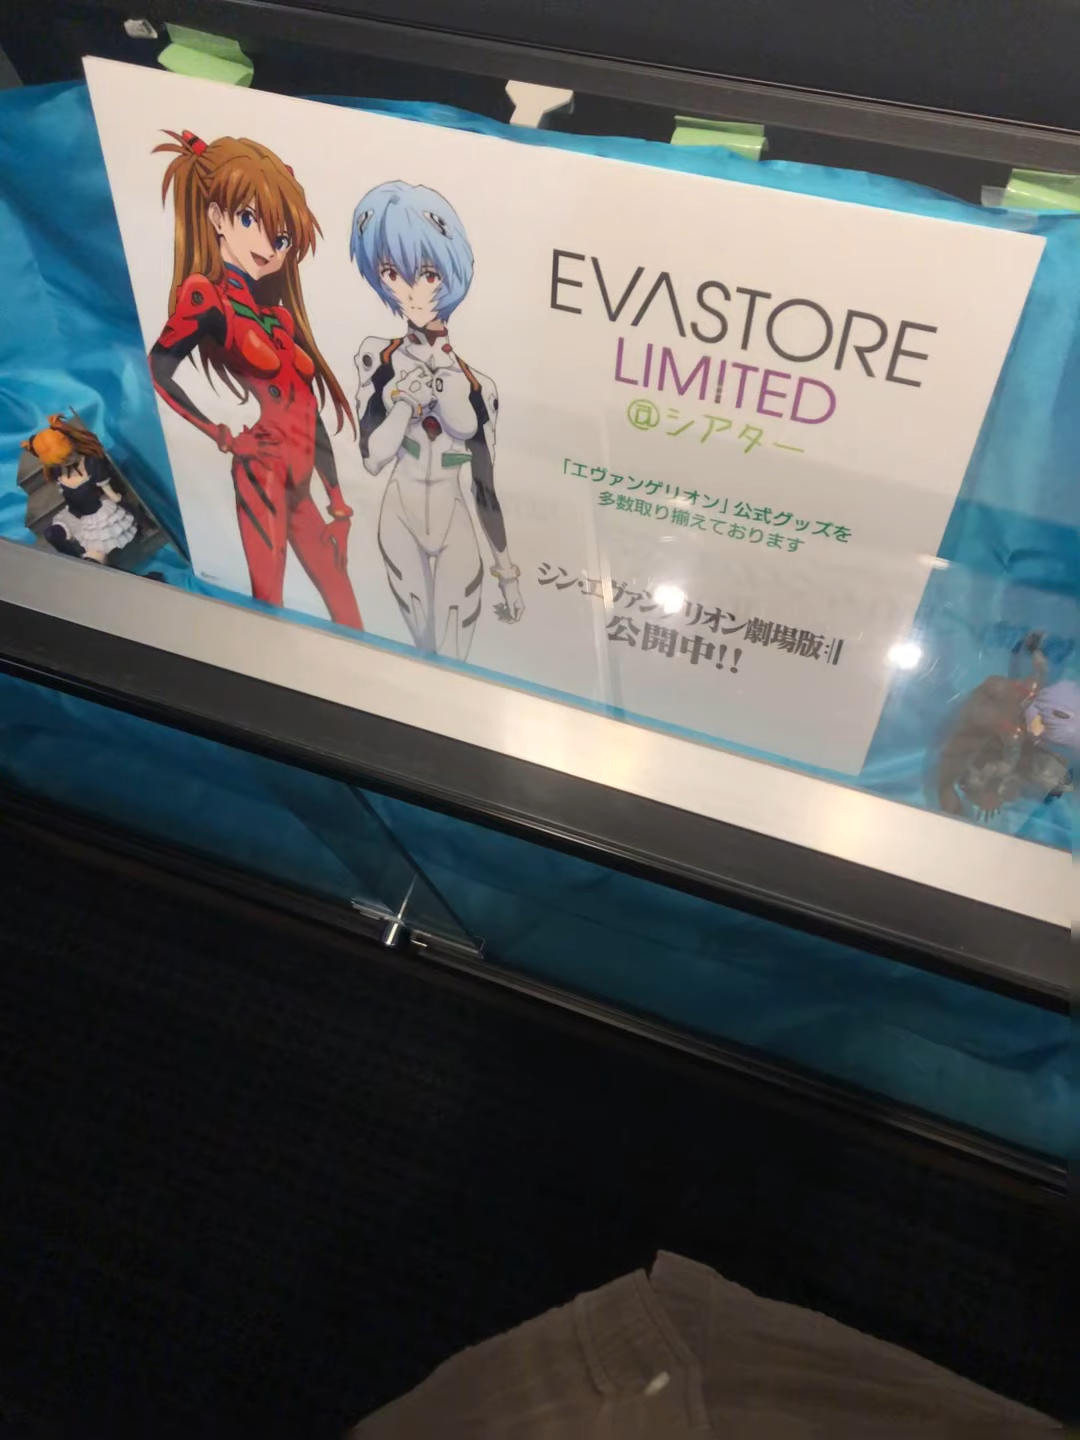 EVASTORE
LIMITED
@シアター
「エヴァンゲリオン」公式グッズを
多数取り揃えております
シン・エヴァンゲリオン劇場版:||
公開中!!